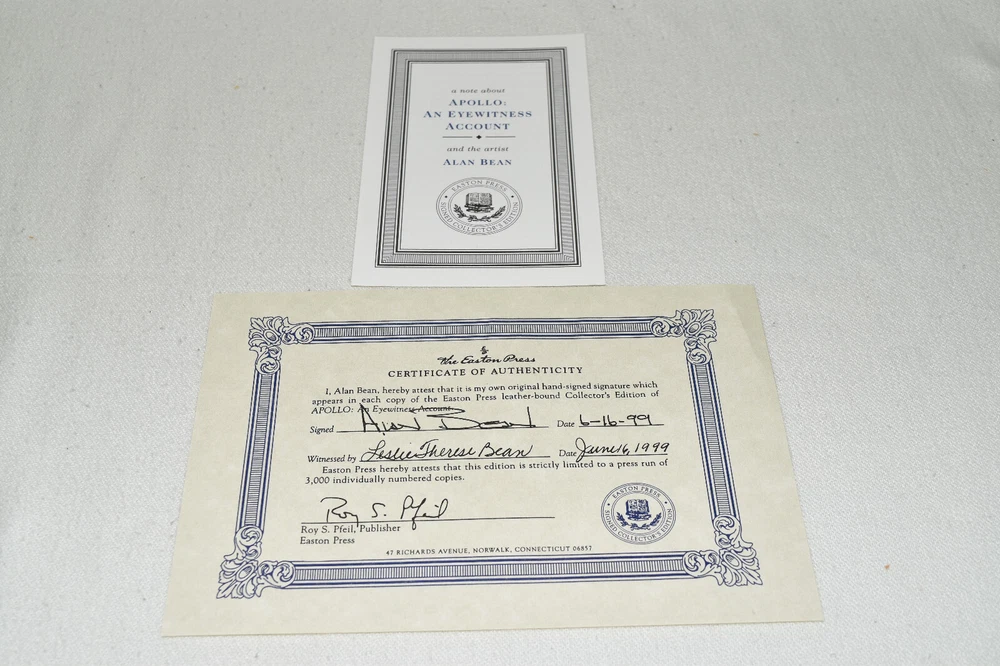 a note about
APOLLO:
AN EYEWITNESS
ACCOUNT
and the artist
ALAN BEAN
EASTON PRESS
SIGNED COLLECTOR'S EDITION
The Easton Press
CERTIFICATE OF AUTHENTICITY
I, Alan Bean, hereby attest that it is my own original hand-signed signature which
appears in each copy of the Easton Press leather-bound Collector's Edition of
APOLLO: An Eyewitness Account.
Signed Alan Bean Date 6-16-99
Witnessed by Leslie Therese Bean Date June 16, 1999
Easton Press hereby attests that this edition is strictly limited to a press run of
3,000 individually numbered copies.
Roy S. Pfeil
Roy S. Pfeil, Publisher
Easton Press
EASTON PRESS
SIGNED COLLECTOR'S EDITION
47 RICHARDS AVENUE, NORWALK, CONNECTICUT 06857